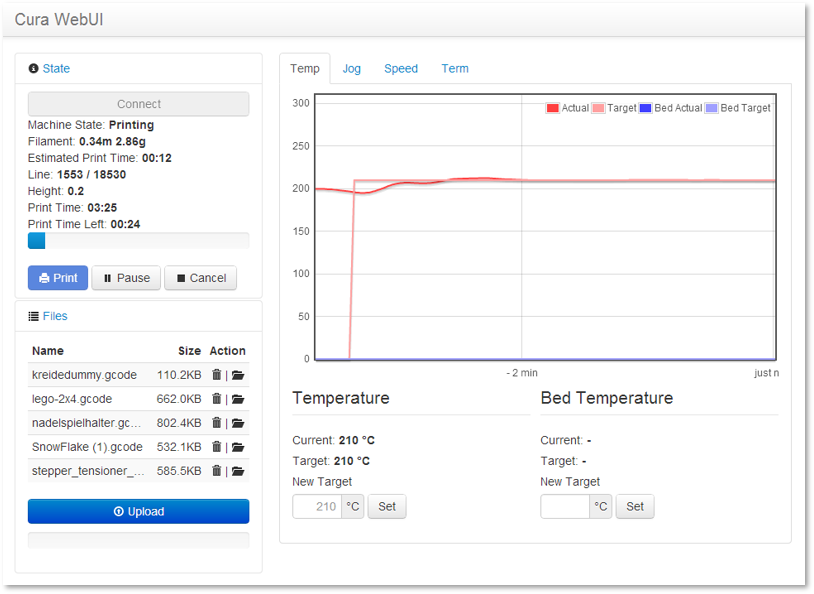 Cura WebUI
State
Connect
Machine State: Printing
Filament: 0.34m 2.86g
Estimated Print Time: 00:12
Line: 1553 / 18530
Height: 0.2
Print Time: 03:25
Print Time Left: 00:24
Print Pause Cancel
Files
Name Size Action
kreidedummy.gcode 110.2KB |
lego-2x4.gcode 662.0KB |
nadelspielhalter.gc... 802.4KB |
SnowFlake (1).gcode 532.1KB |
stepper_tensioner_... 585.5KB |
Upload
Temp Jog Speed Term
Actual Target Bed Actual Bed Target
300
250
200
150
100
50
0
- 2 min just n
Temperature
Current: 210 °C
Target: 210 °C
New Target
210 °C Set
Bed Temperature
Current: -
Target: -
New Target
°C Set